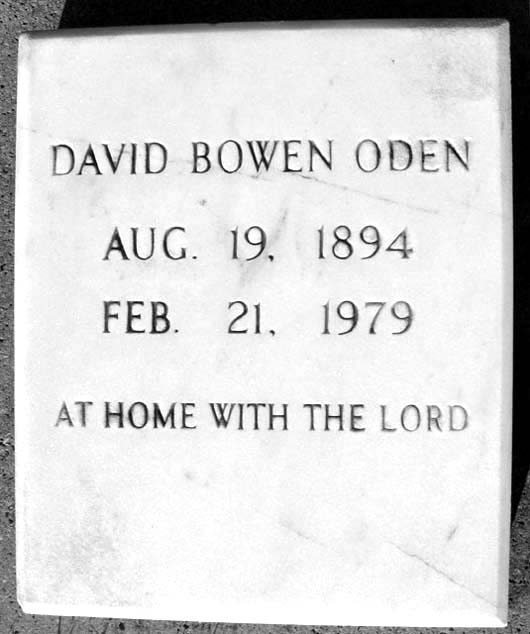 DAVID BOWEN ODEN
AUG. 19, 1894
FEB. 21, 1979
AT HOME WITH THE LORD